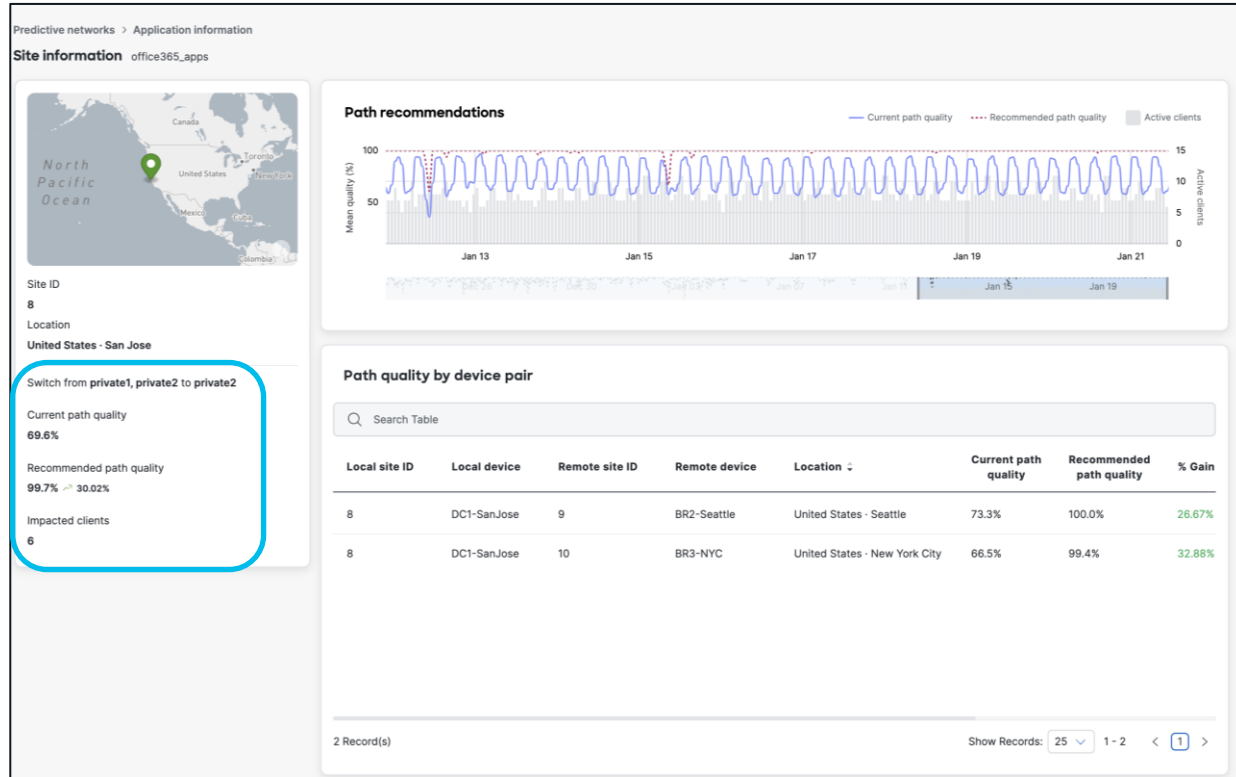 Predictive networks > Application information
Site information office365_apps
Canada
North
Pacific
Ocean
United States
Toronto
New York
Mexico
Cuba
Colombia
Site ID
8
Location
United States · San Jose
Switch from private1, private2 to private2
Current path quality
69.6%
Recommended path quality
99.7% 30.02%
Impacted clients
6
Path recommendations
Current path quality Recommended path quality Active clients
Mean quality (%)
100
50
15
10
5
0
Active clients
Jan 13 Jan 15 Jan 17 Jan 19 Jan 21
Jan 15 Jan 19
Path quality by device pair
Search Table
Local site ID Local device Remote site ID Remote device Location Current path quality Recommended path quality % Gain
8 DC1-SanJose 9 BR2-Seattle United States · Seattle 73.3% 100.0% 26.67%
8 DC1-SanJose 10 BR3-NYC United States · New York City 66.5% 99.4% 32.88%
2 Record(s)
Show Records: 25 1 - 2 < 1 >